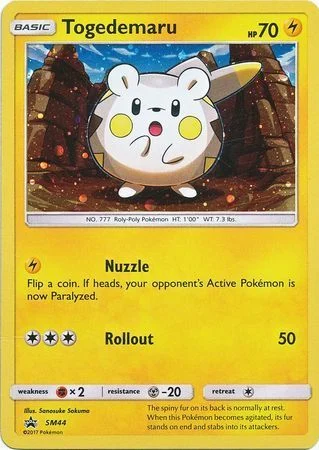 BASIC Togedemaru HP 70
NO. 777 Roly-Poly Pokémon HT: 1'00" WT: 7.3 lbs.
Nuzzle
Flip a coin. If heads, your opponent's Active Pokémon is
now Paralyzed.
Rollout 50
weakness × 2 resistance -20 retreat
Illus. Sanosuke Sakuma
SM44
©2017 Pokémon
The spiny fur on its back is normally at rest.
When this Pokémon becomes agitated, its fur
stands on end and stabs into its attackers.